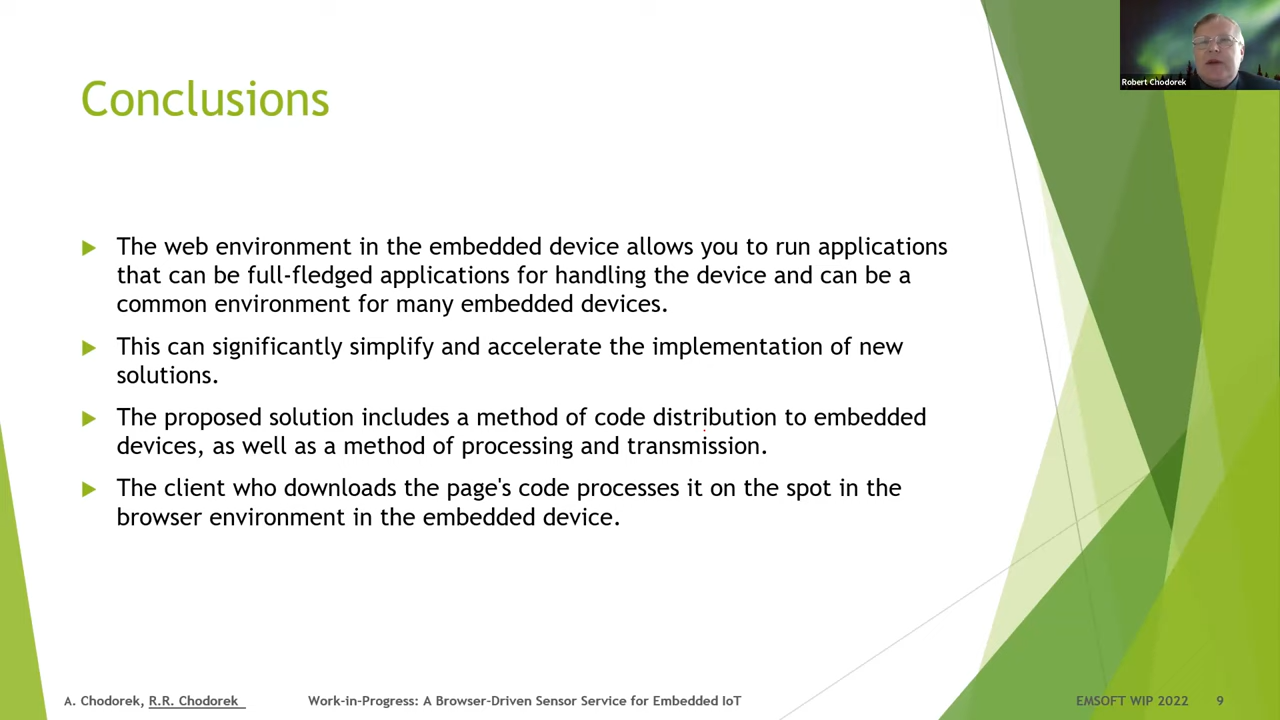 Robert Chodorek
Conclusions
The web environment in the embedded device allows you to run applications
that can be full-fledged applications for handling the device and can be a
common environment for many embedded devices.
This can significantly simplify and accelerate the implementation of new
solutions.
The proposed solution includes a method of code distribution to embedded
devices, as well as a method of processing and transmission.
The client who downloads the page's code processes it on the spot in the
browser environment in the embedded device.
A. Chodorek, R.R. Chodorek Work-in-Progress: A Browser-Driven Sensor Service for Embedded IoT EMSOFT WIP 2022 9